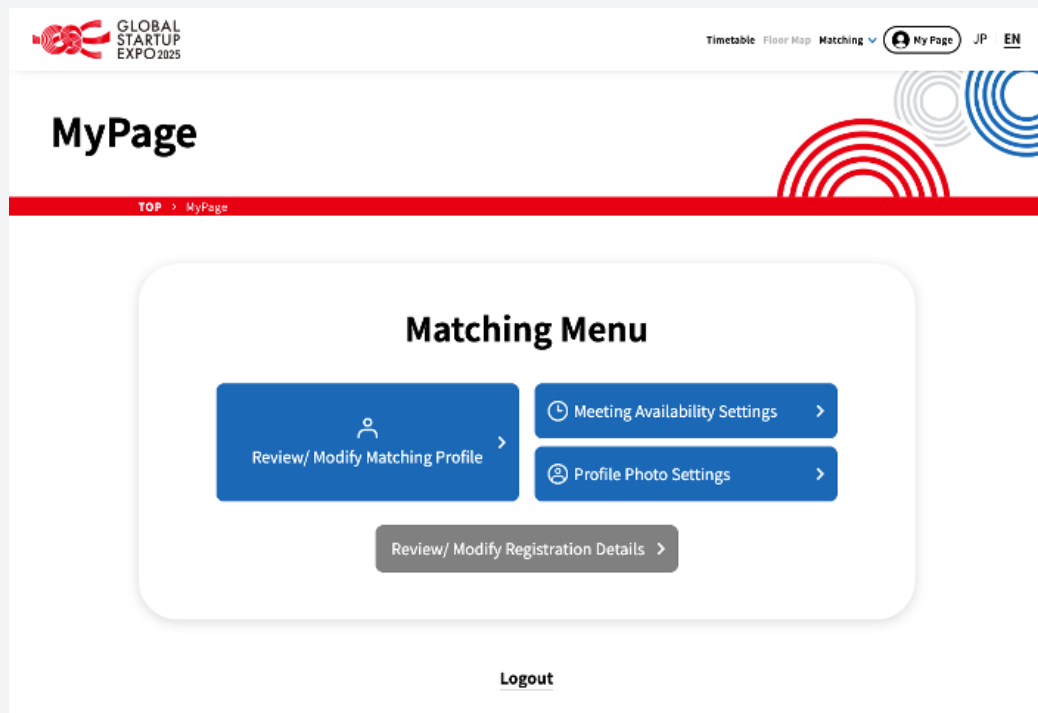 GLOBAL
STARTUP
EXPO 2025
Timetable Floor Map Matching My Page JP EN
MyPage
TOP > MyPage
Matching Menu
Review/ Modify Matching Profile
Meeting Availability Settings
Profile Photo Settings
Review/ Modify Registration Details
Logout